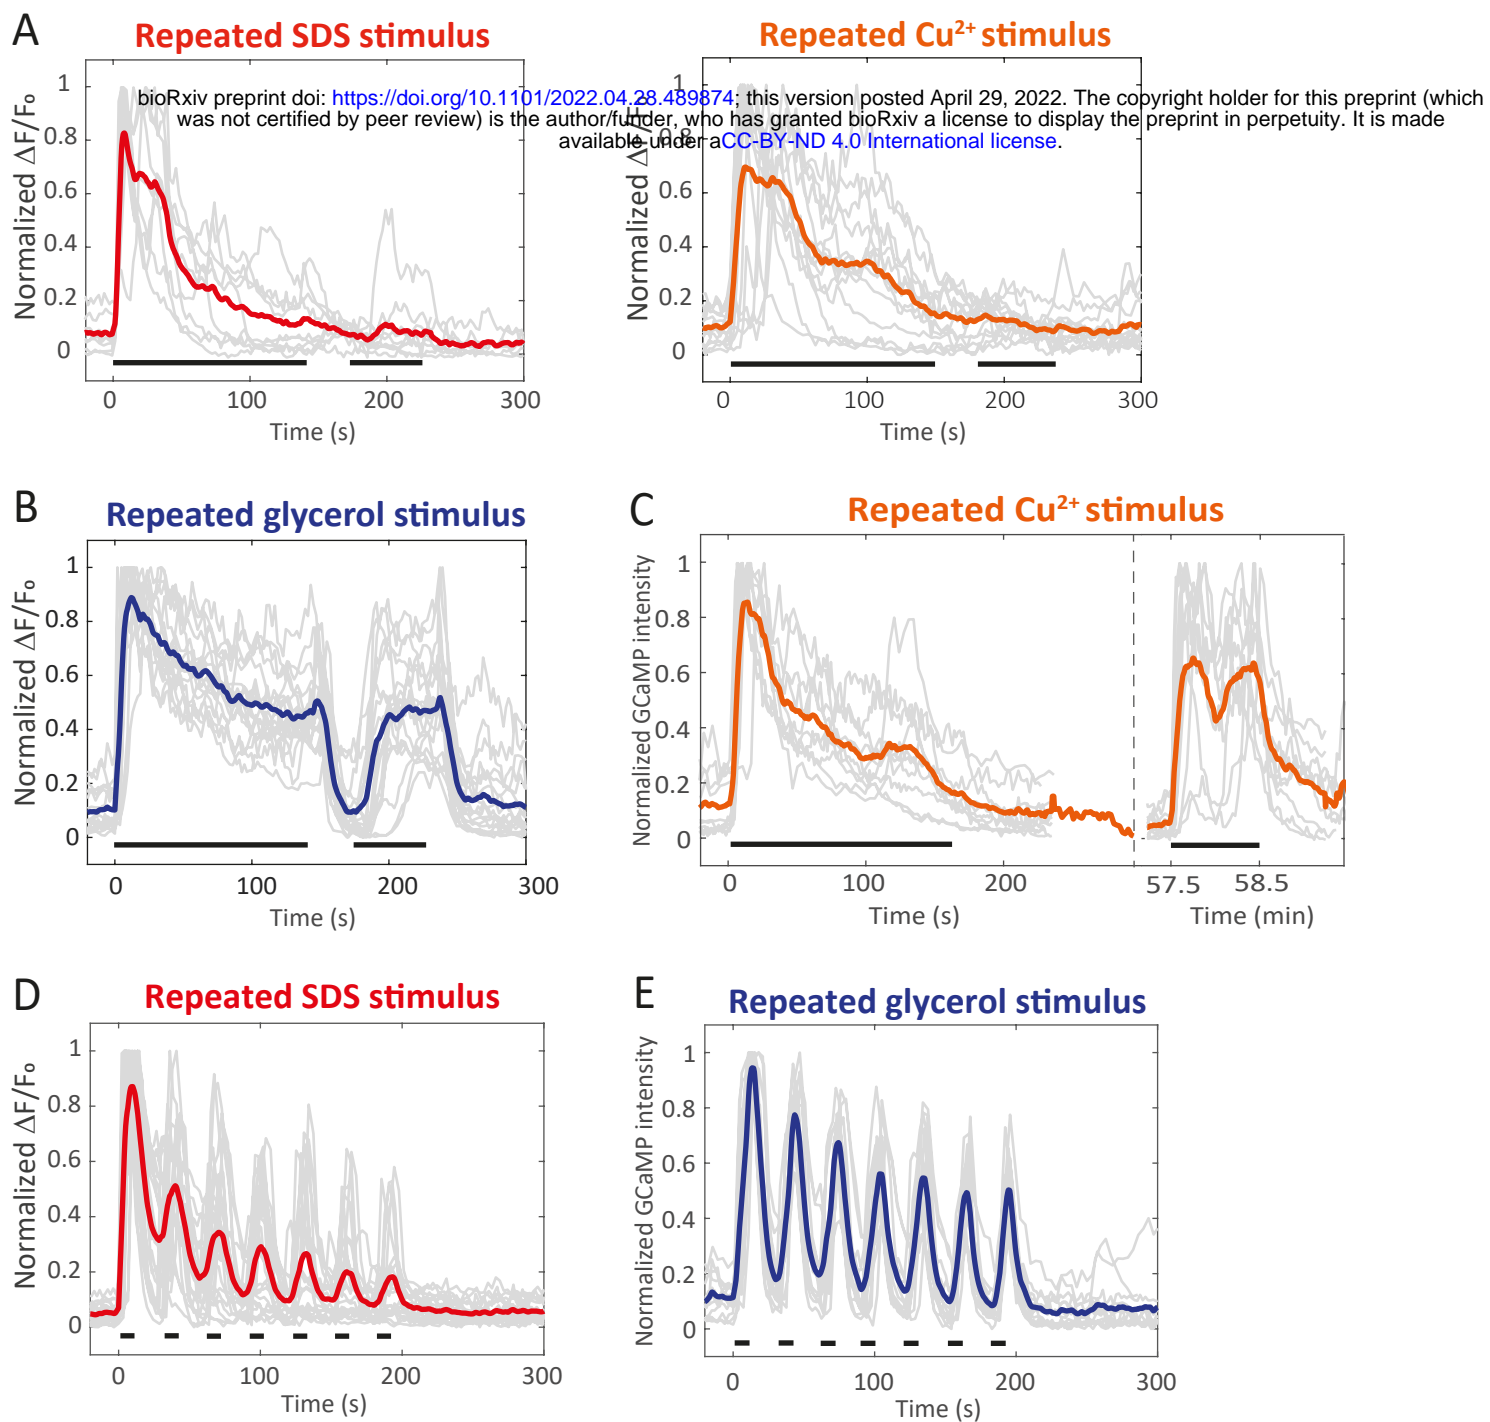 A
Repeated SDS stimulus
Repeated Cu²⁺ stimulus
bioRxiv preprint doi: https://doi.org/10.1101/2022.04.28.489874; this version posted April 29, 2022. The copyright holder for this preprint (which
was not certified by peer review) is the author/funder, who has granted bioRxiv a license to display the preprint in perpetuity. It is made
available under aCC-BY-ND 4.0 International license.
Normalized ΔF/F₀
1
0.8
0.6
0.4
0.2
0
0 100 200 300
Time (s)
Normalized ΔF/F₀
1
0.8
0.6
0.4
0.2
0
0 100 200 300
Time (s)
B
Repeated glycerol stimulus
Normalized ΔF/F₀
1
0.8
0.6
0.4
0.2
0
0 100 200 300
Time (s)
C
Repeated Cu²⁺ stimulus
Normalized GCaMP intensity
1
0.8
0.6
0.4
0.2
0
0 100 200 57.5 58.5
Time (s) Time (min)
D
Repeated SDS stimulus
Normalized ΔF/F₀
1
0.8
0.6
0.4
0.2
0
0 100 200 300
Time (s)
E
Repeated glycerol stimulus
Normalized GCaMP intensity
1
0.8
0.6
0.4
0.2
0
0 100 200 300
Time (s)